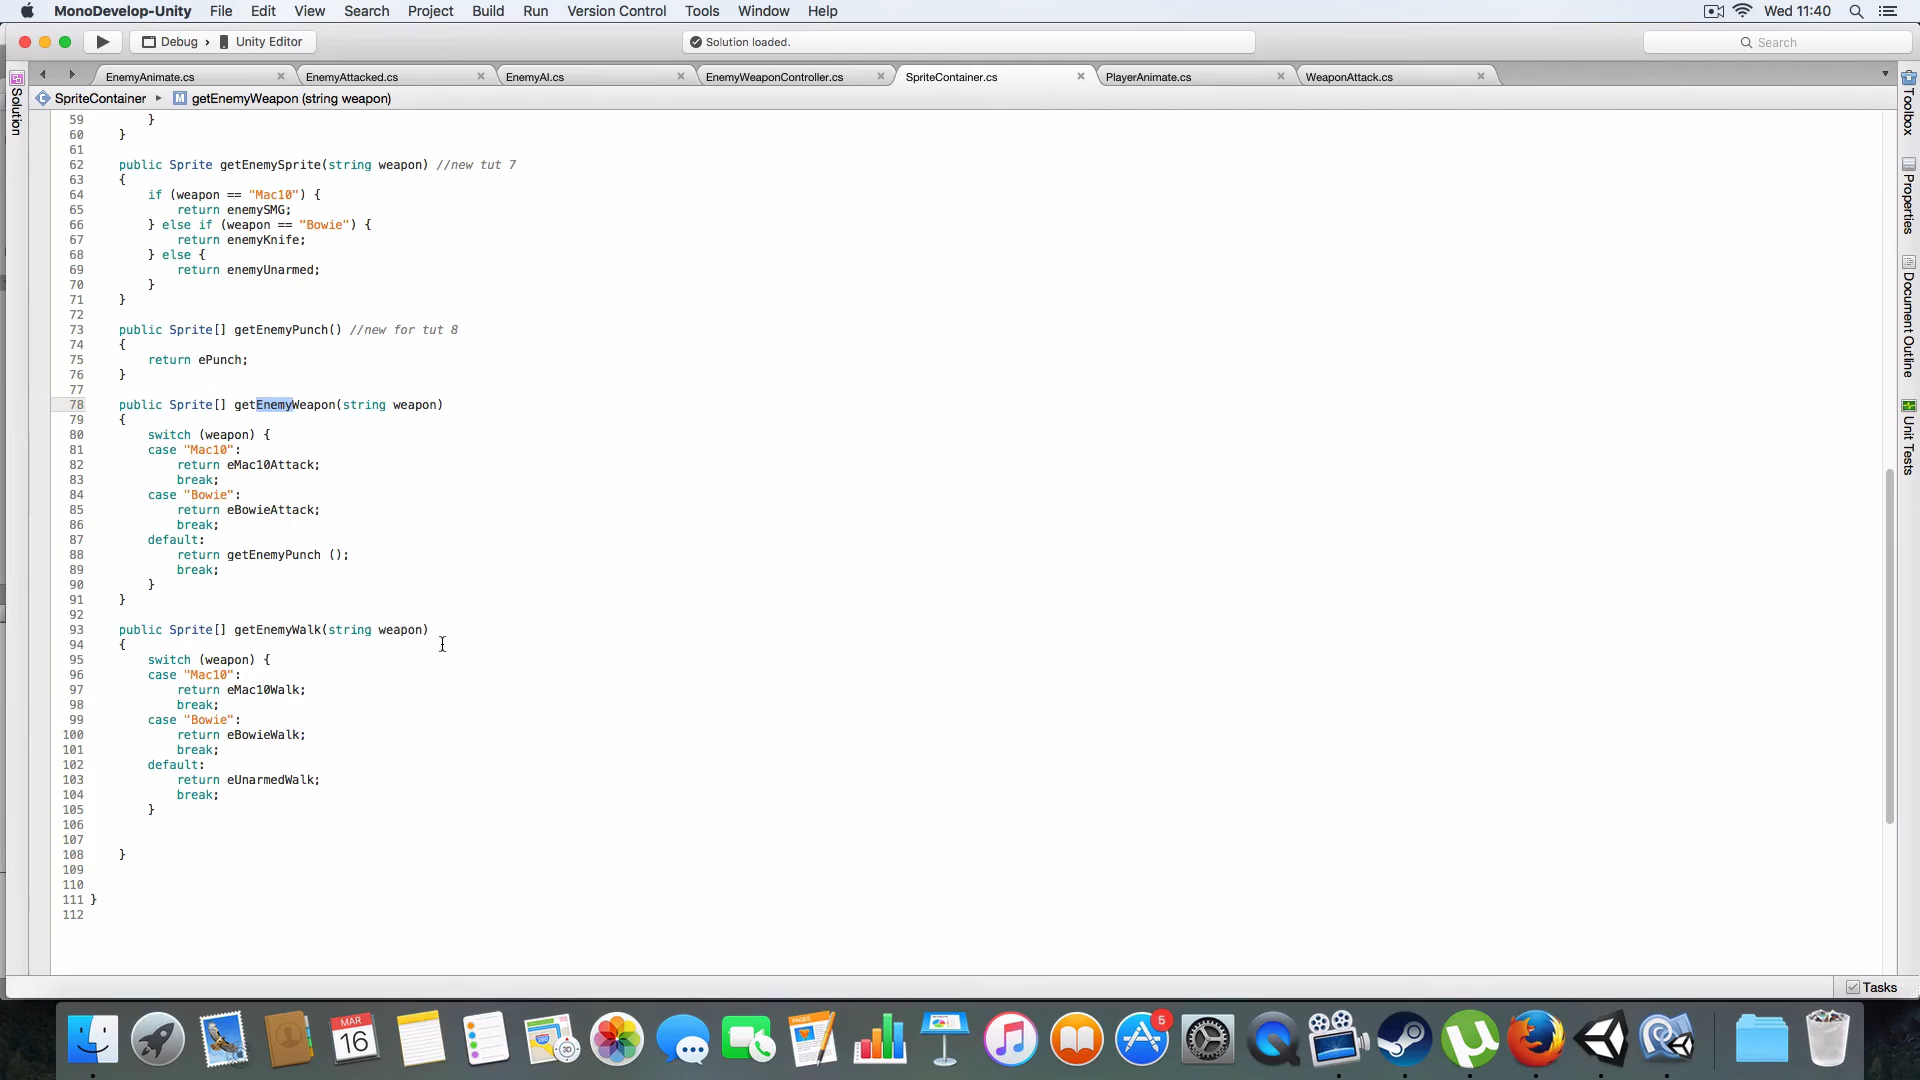 MonoDevelop-Unity File Edit View Search Project Build Run Version Control Tools Window Help Wed 11:40
Debug › Unity Editor Solution loaded. Search
EnemyAnimate.cs EnemyAttacked.cs EnemyAI.cs EnemyWeaponController.cs SpriteContainer.cs PlayerAnimate.cs WeaponAttack.cs
SpriteContainer getEnemyWeapon (string weapon)
Solution
Toolbox
Properties
Document Outline
Unit Tests
59 }
60 }
61
62 public Sprite getEnemySprite(string weapon) //new tut 7
63 {
64 if (weapon == "Mac10") {
65 return enemySMG;
66 } else if (weapon == "Bowie") {
67 return enemyKnife;
68 } else {
69 return enemyUnarmed;
70 }
71 }
72
73 public Sprite[] getEnemyPunch() //new for tut 8
74 {
75 return ePunch;
76 }
77
78 public Sprite[] getEnemyWeapon(string weapon)
79 {
80 switch (weapon) {
81 case "Mac10":
82 return eMac10Attack;
83 break;
84 case "Bowie":
85 return eBowieAttack;
86 break;
87 default:
88 return getEnemyPunch ();
89 break;
90 }
91 }
92
93 public Sprite[] getEnemyWalk(string weapon)
94 {
95 switch (weapon) {
96 case "Mac10":
97 return eMac10Walk;
98 break;
99 case "Bowie":
100 return eBowieWalk;
101 break;
102 default:
103 return eUnarmedWalk;
104 break;
105 }
106
107
108 }
109
110
111 }
112
Tasks
MAR
16
PAGES
5